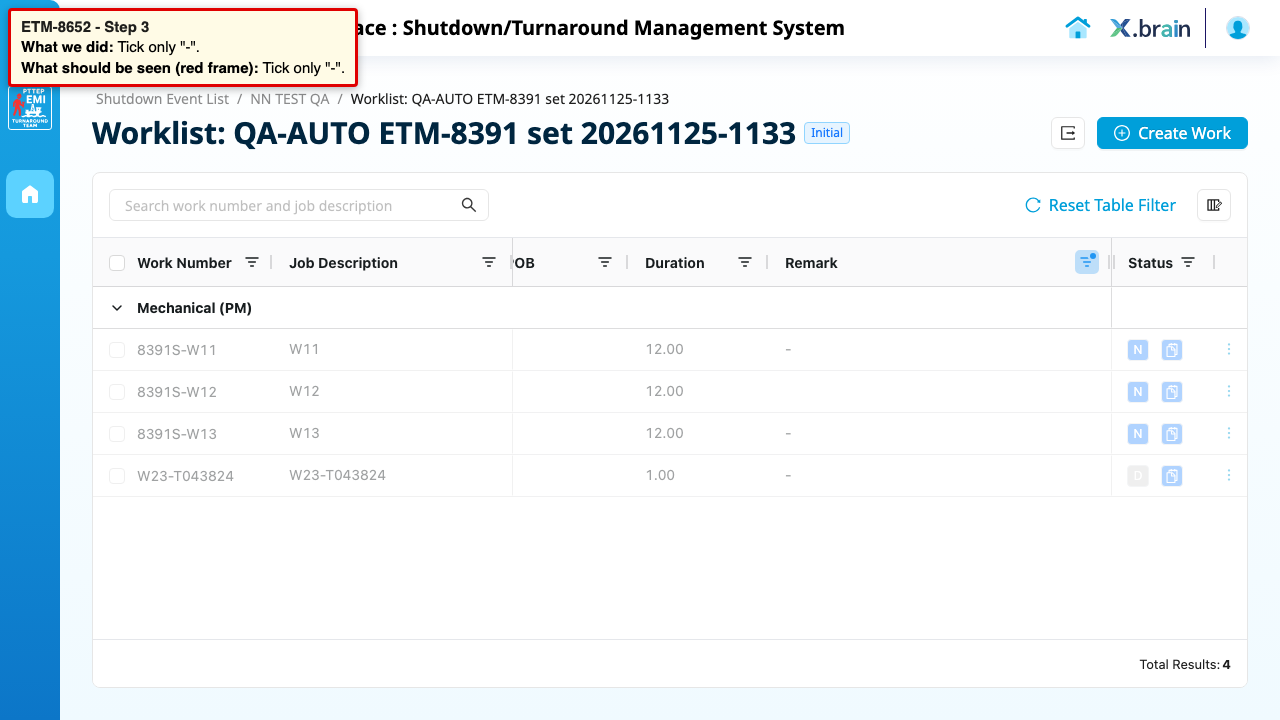 ETM-8652 - Step 3
What we did: Tick only "-".
What should be seen (red frame): Tick only "-".
ace : Shutdown/Turnaround Management System
X.brain
PTTEP
EMI
TURNAROUND
TEAM
Shutdown Event List / NN TEST QA / Worklist: QA-AUTO ETM-8391 set 20261125-1133
Worklist: QA-AUTO ETM-8391 set 20261125-1133
Initial
Create Work
Search work number and job description
Reset Table Filter
Work Number
Job Description
OB
Duration
Remark
Status
Mechanical (PM)
8391S-W11 W11 12.00 - N
8391S-W12 W12 12.00 N
8391S-W13 W13 12.00 - N
W23-T043824 W23-T043824 1.00 - D
Total Results: 4